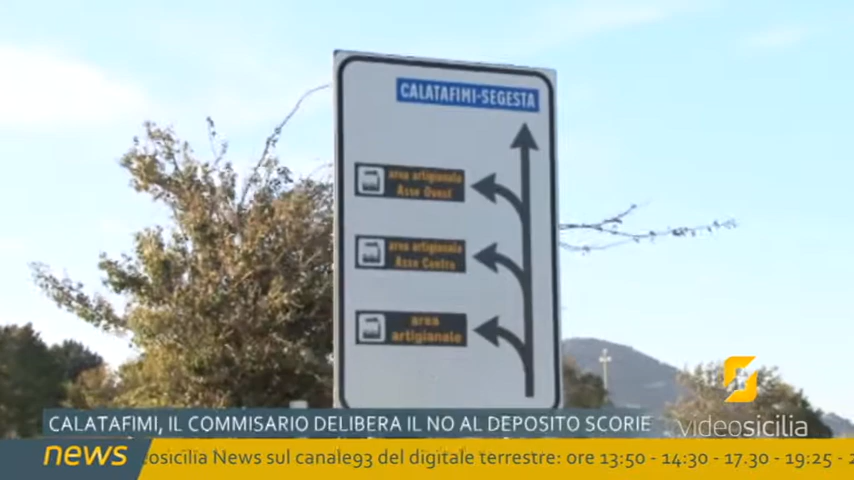 CALATAFIMI-SEGESTA
area artigianale
Asse Ovest
area artigianale
Asse Centro
area
artigianale
CALATAFIMI, IL COMMISARIO DELIBERA IL NO AL DEPOSITO SCORIE
videosicilia
news
eosicilia News sul canale93 del digitale terrestre: ore 13:50 - 14:30 - 17.30 - 19:25 - 2